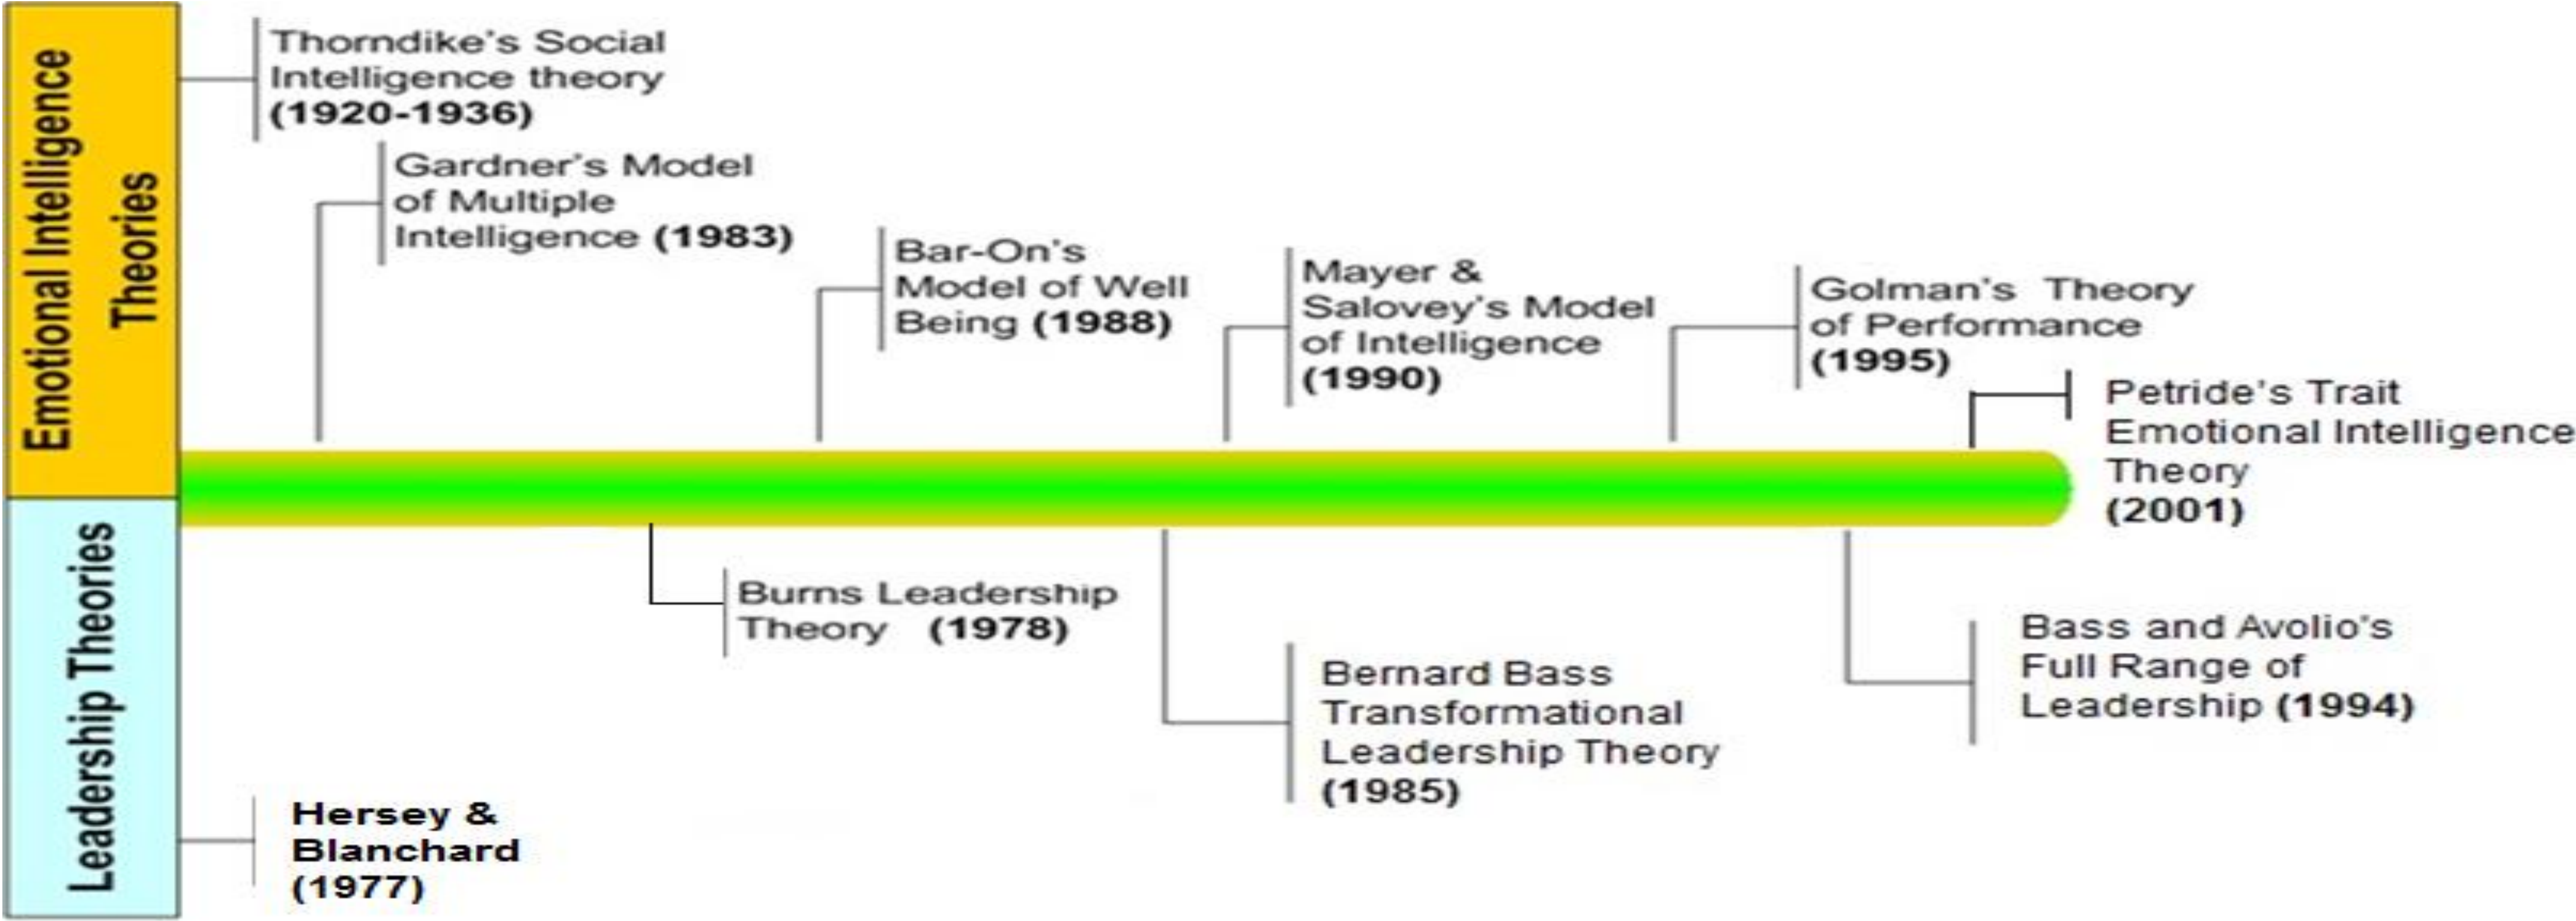 Emotional Intelligence
Theories
Thorndike's Social
Intelligence theory
(1920-1936)
Gardner's Model
of Multiple
Intelligence (1983)
Bar-On's
Model of Well
Being (1988)
Mayer &
Salovey's Model
of Intelligence
(1990)
Golman's Theory
of Performance
(1995)
Petride's Trait
Emotional Intelligence
Theory
(2001)
Leadership Theories
Hersey &
Blanchard
(1977)
Burns Leadership
Theory (1978)
Bernard Bass
Transformational
Leadership Theory
(1985)
Bass and Avolio's
Full Range of
Leadership (1994)